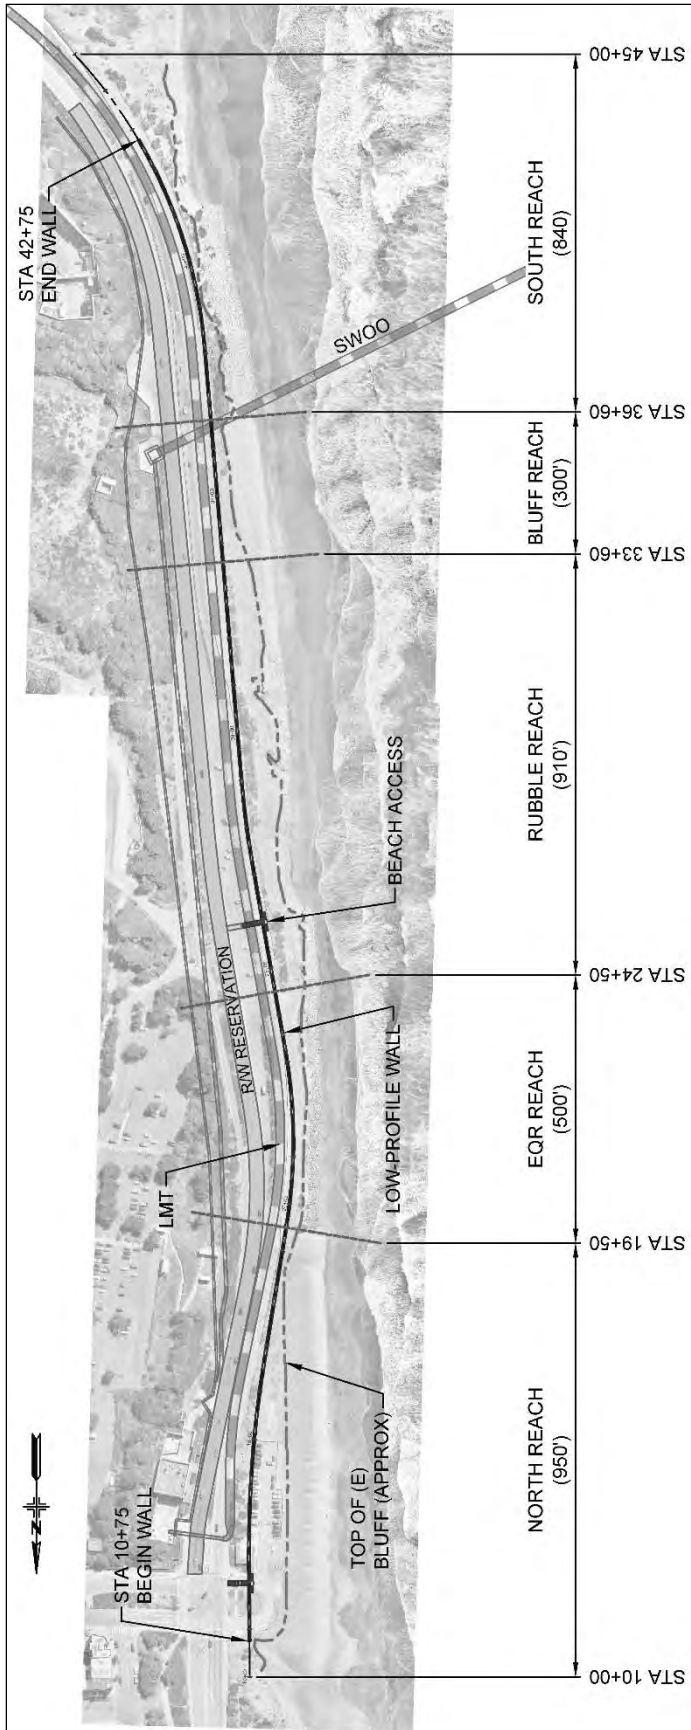 STA 10+75
BEGIN WALL
TOP OF (E)
BLUFF (APPROX)
LMT
R/W RESERVATION
LOW-PROFILE WALL
BEACH ACCESS
SWOO
STA 42+75
END WALL
NORTH REACH
(950')
EQR REACH
(500')
RUBBLE REACH
(910')
BLUFF REACH
(300')
SOUTH REACH
(840)
STA 10+00
STA 19+50
STA 24+50
STA 33+60
STA 36+60
STA 45+00
N